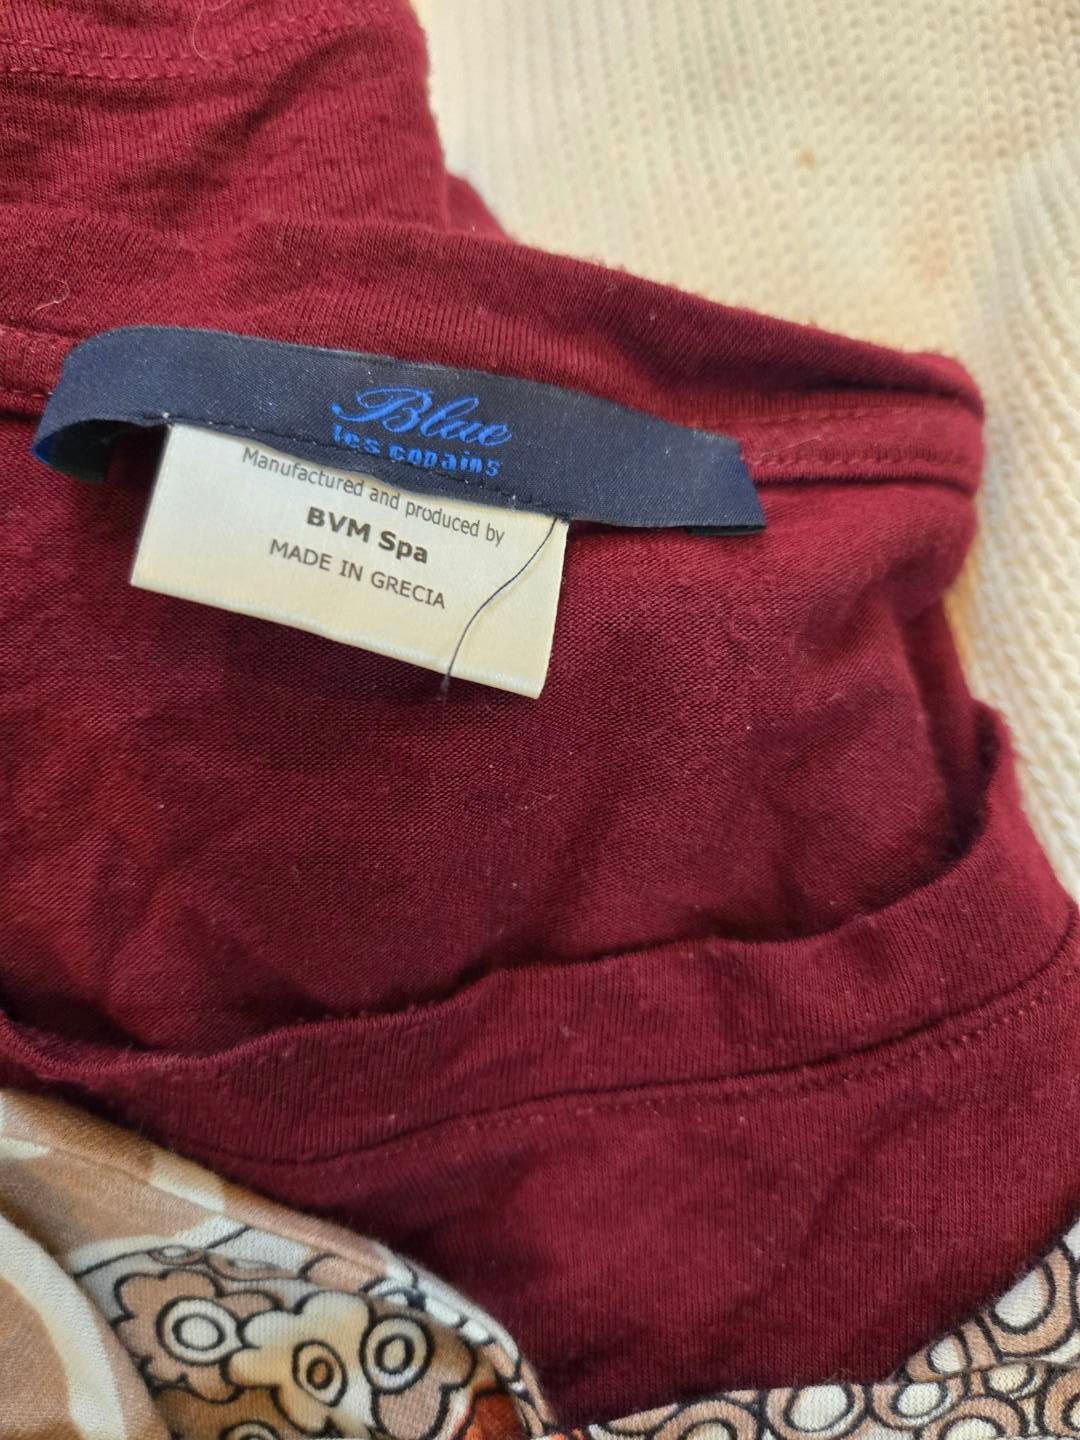 Blue
les copains
Manufactured and produced by
BVM Spa
MADE IN GRECIA